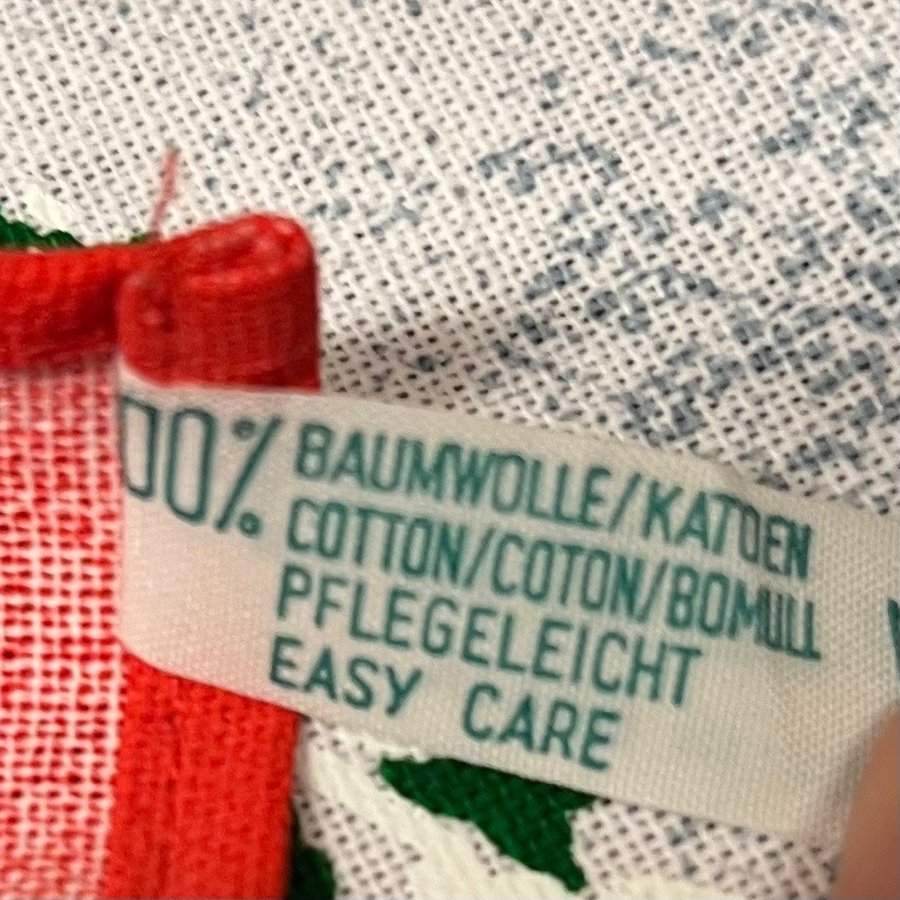 00% BAUMWOLLE/KATOEN
COTTON/COTON/BOMULL
PFLEGELEICHT
EASY CARE